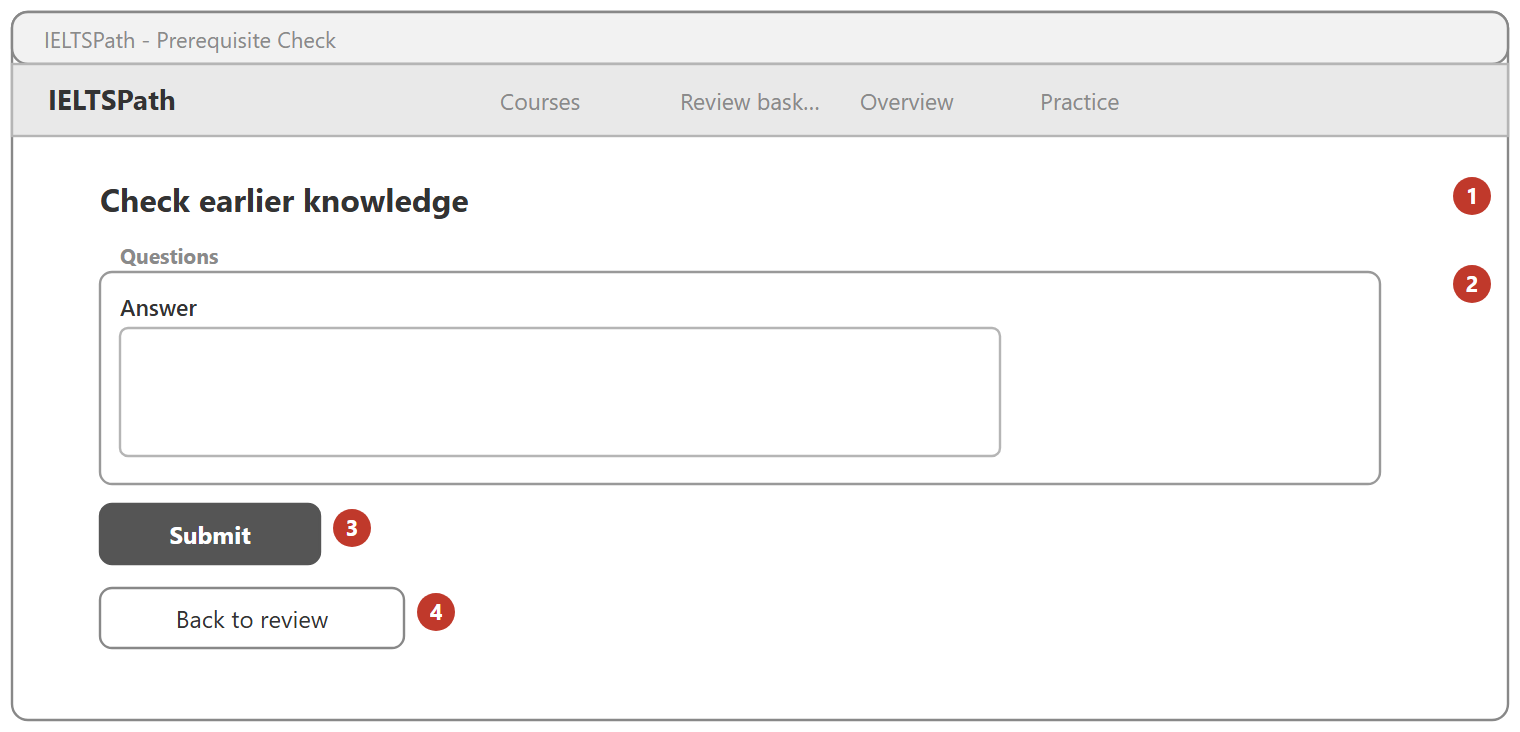 IELTSPath - Prerequisite Check
IELTSPath Courses Review bask... Overview Practice
Check earlier knowledge 1
Questions
2
Answer
Submit 3
Back to review 4